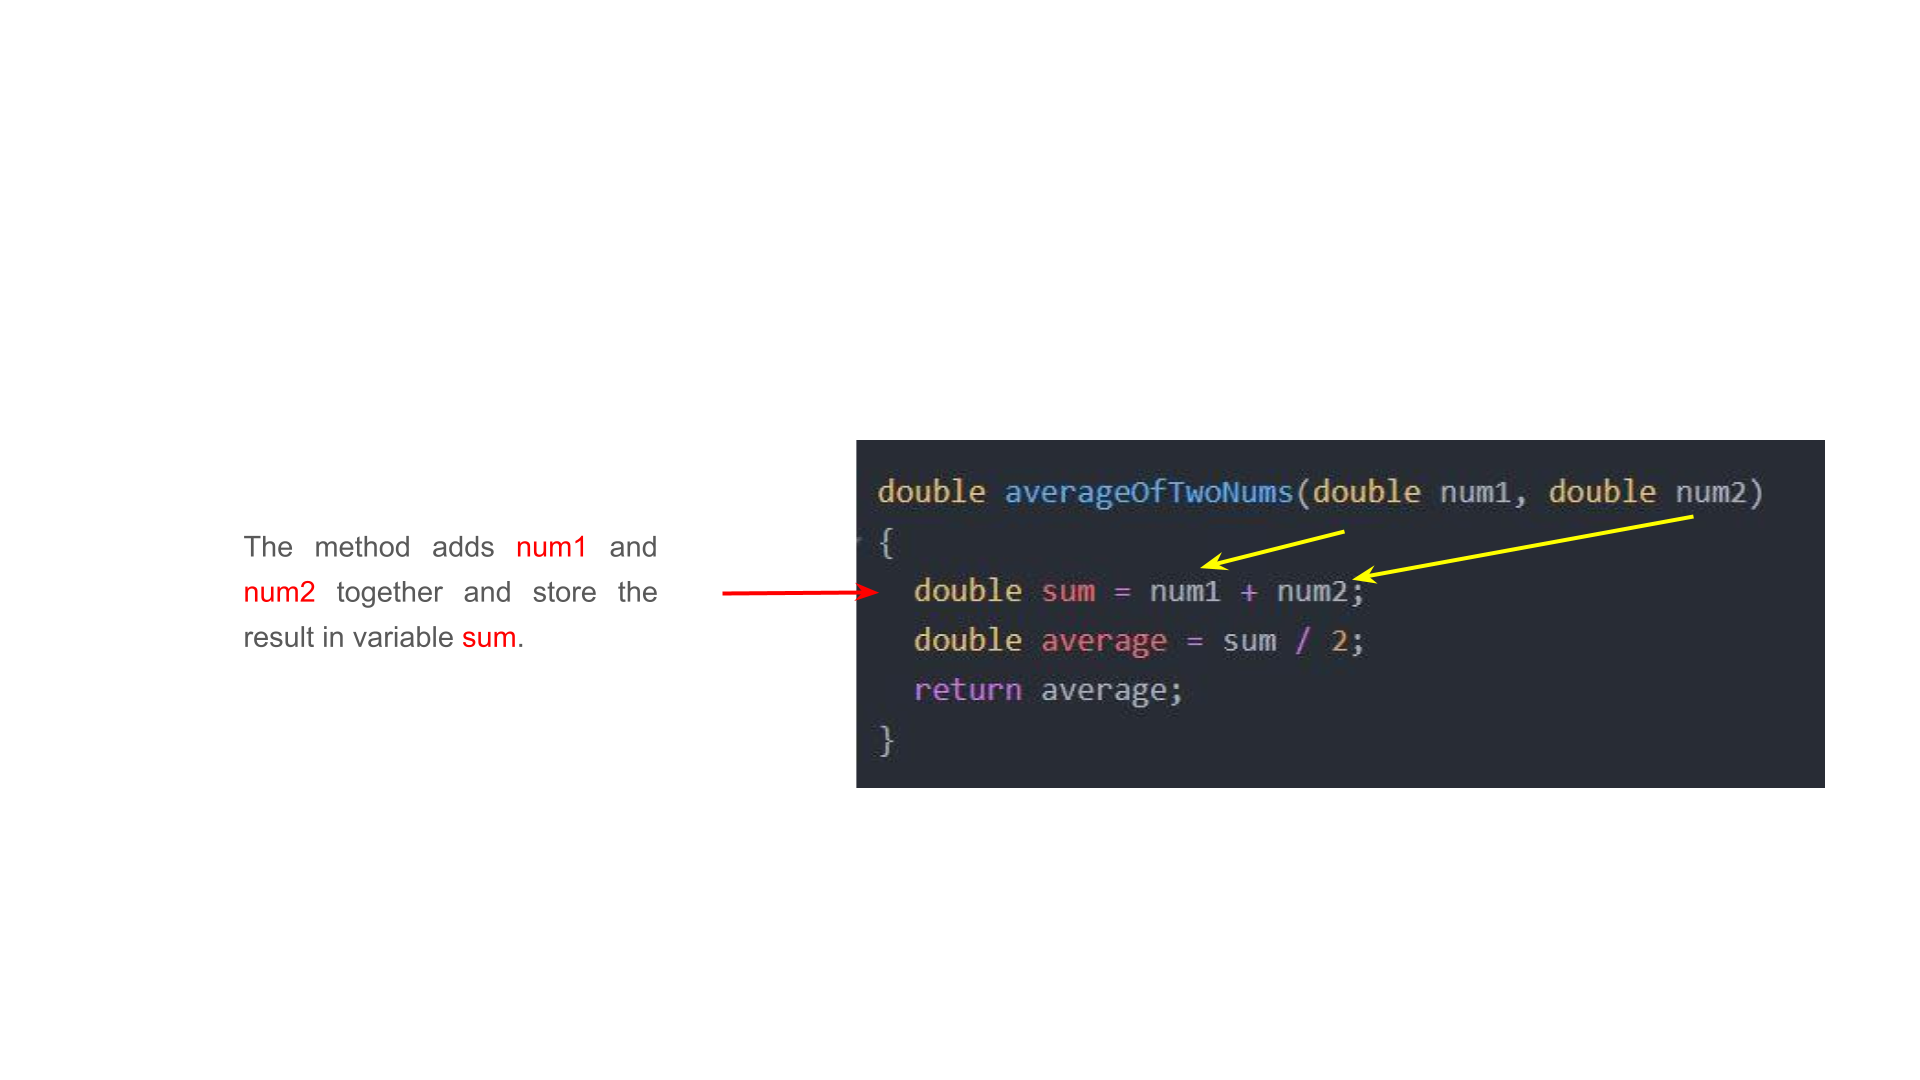 The method adds num1 and
num2 together and store the
result in variable sum.
double averageOfTwoNums(double num1, double num2)
{
double sum = num1 + num2;
double average = sum / 2;
return average;
}